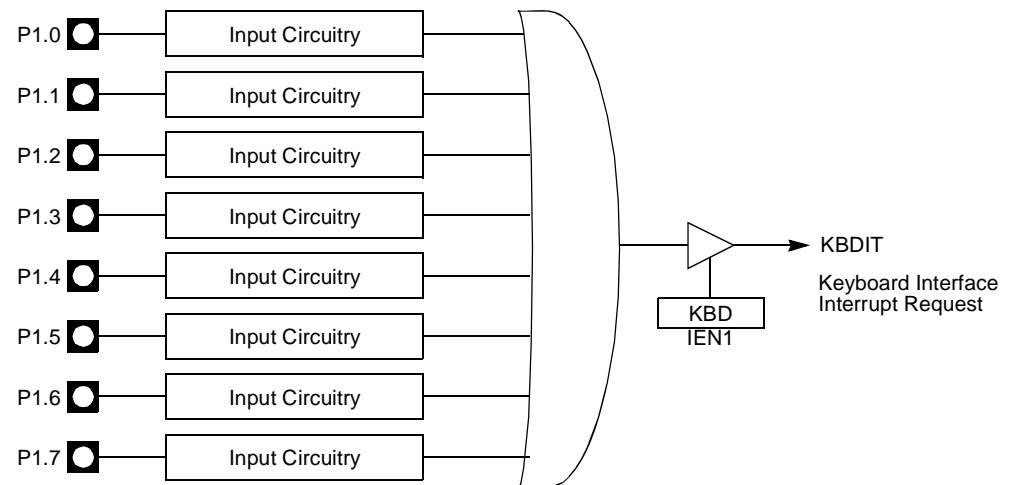 P1.0 Input Circuitry
P1.1 Input Circuitry
P1.2 Input Circuitry
P1.3 Input Circuitry
P1.4 Input Circuitry
P1.5 Input Circuitry
P1.6 Input Circuitry
P1.7 Input Circuitry
KBDIT
Keyboard Interface
Interrupt Request
KBD
IEN1